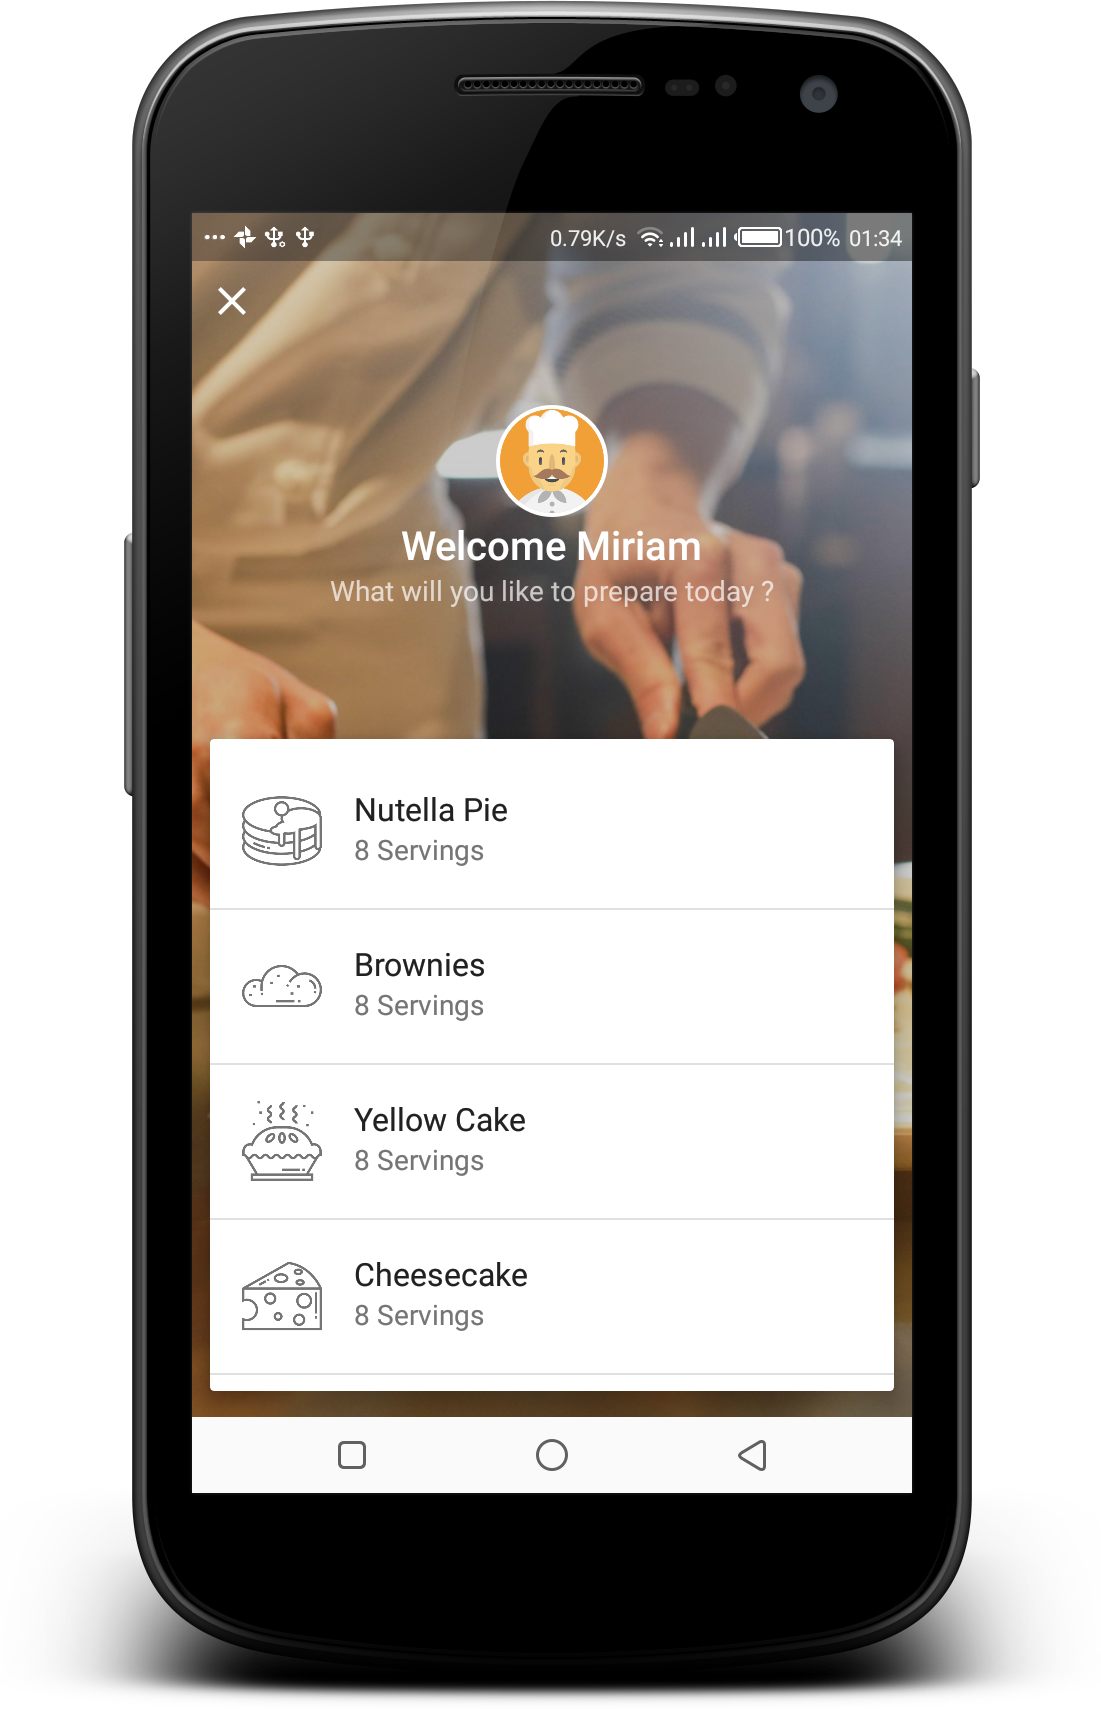 0.79K/s 100% 01:34
Welcome Miriam
What will you like to prepare today ?
Nutella Pie
8 Servings
Brownies
8 Servings
Yellow Cake
8 Servings
Cheesecake
8 Servings